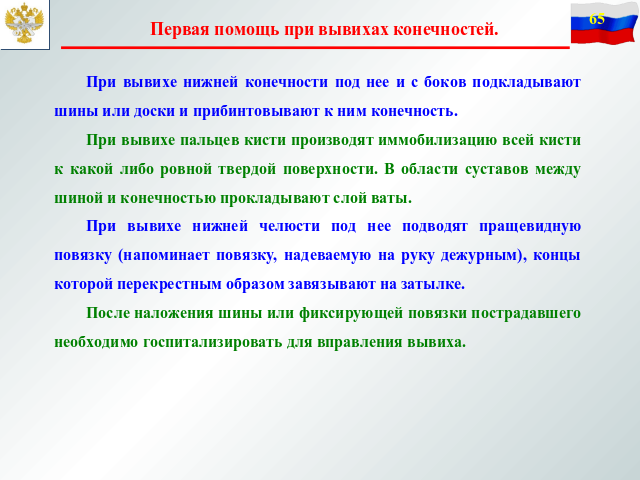 Первая помощь при вывихах конечностей.
65
При вывихе нижней конечности под нее и с боков подкладывают
шины или доски и прибинтовывают к ним конечность.
При вывихе пальцев кисти производят иммобилизацию всей кисти
к какой либо ровной твердой поверхности. В области суставов между
шиной и конечностью прокладывают слой ваты.
При вывихе нижней челюсти под нее подводят пращевидную
повязку (напоминает повязку, надеваемую на руку дежурным), концы
которой перекрестным образом завязывают на затылке.
После наложения шины или фиксирующей повязки пострадавшего
необходимо госпитализировать для вправления вывиха.